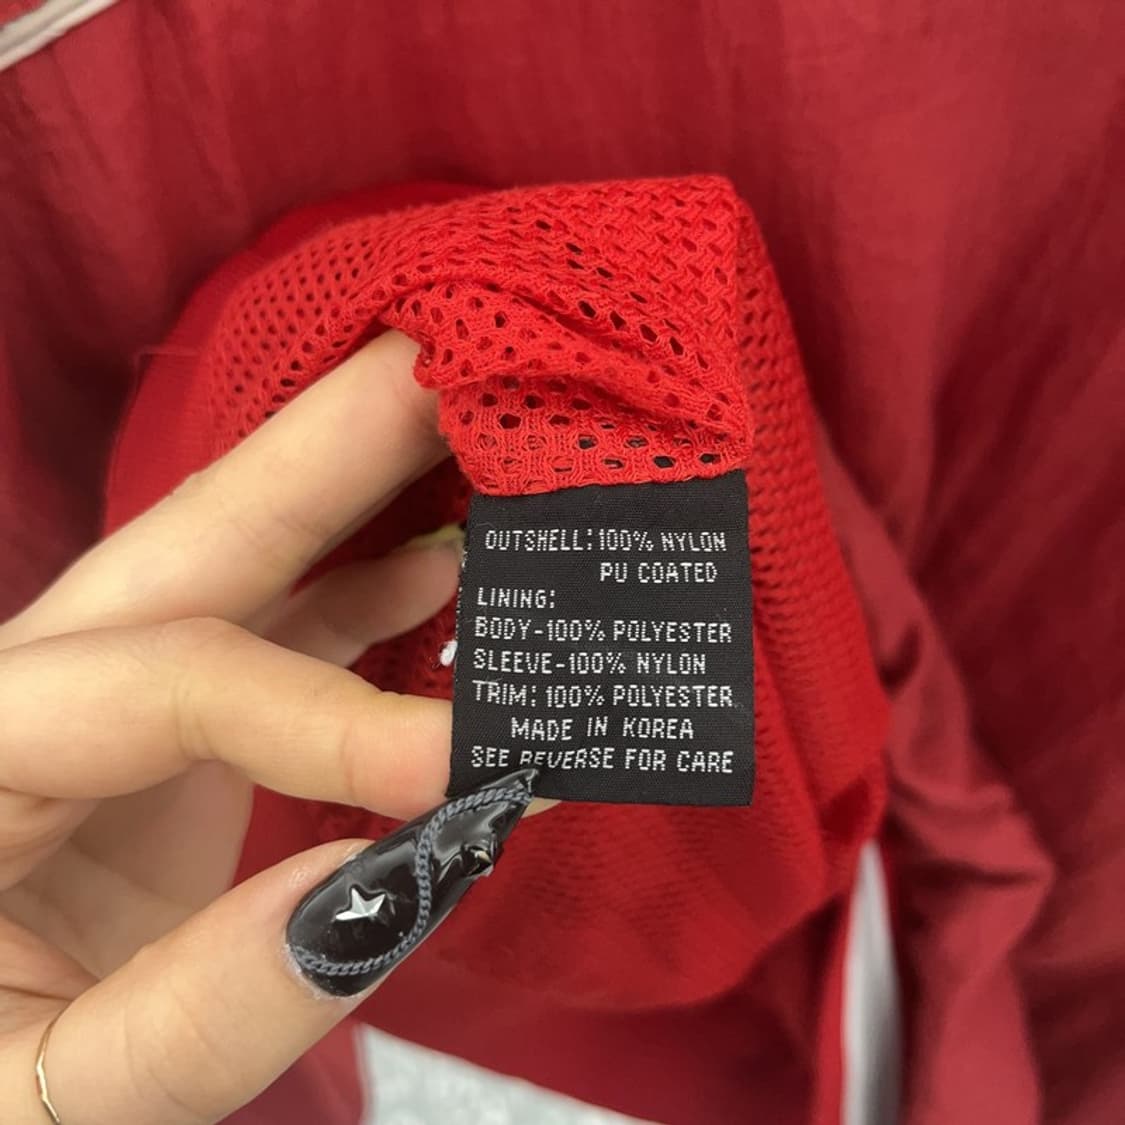 OUTSHELL: 100% NYLON
PU COATED
LINING:
BODY-100% POLYESTER
SLEEVE-100% NYLON
TRIM: 100% POLYESTER
MADE IN KOREA
SEE REVERSE FOR CARE